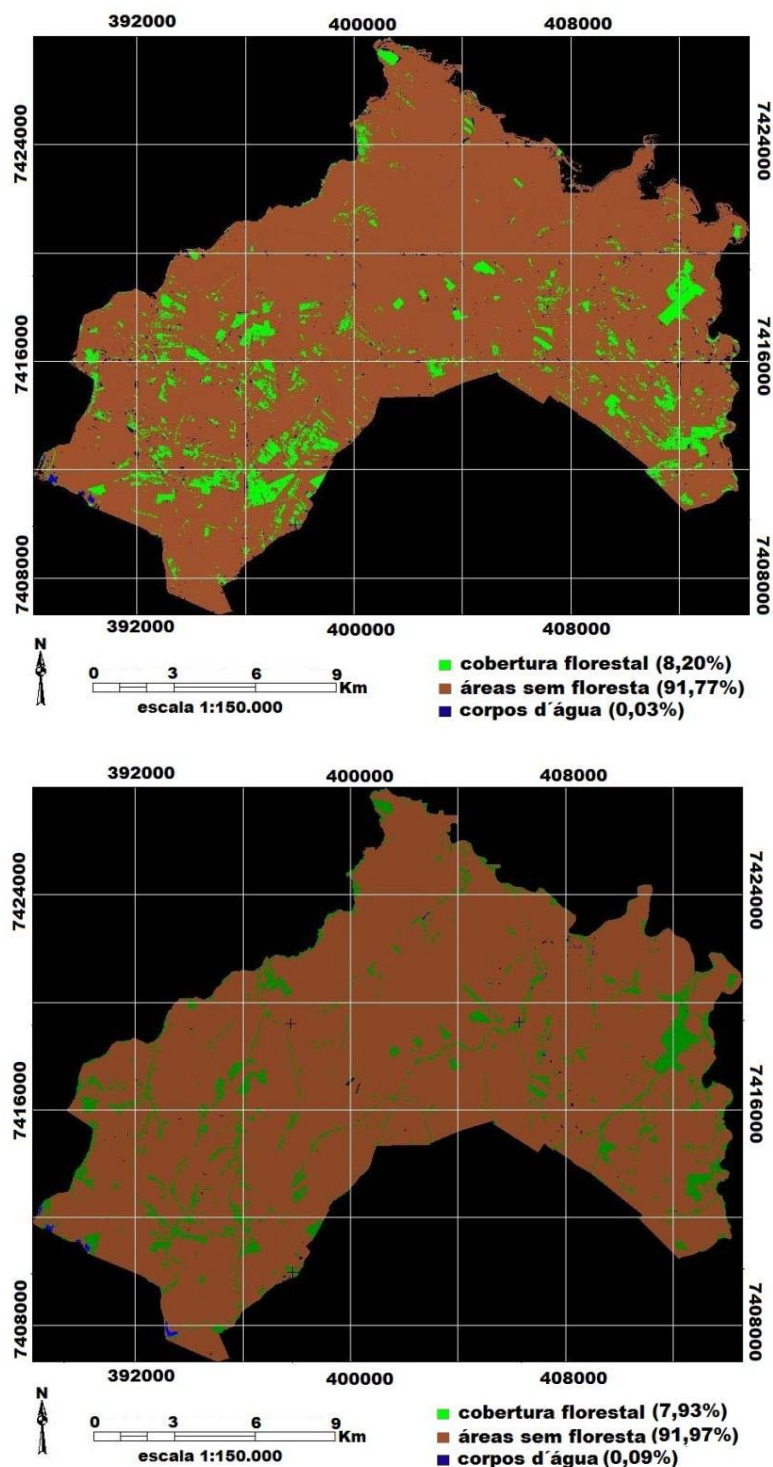 392000 400000 408000
7424000 7424000
7416000 7416000
7408000 7408000
392000 400000 408000
N
0 3 6 9
Km
escala 1:150.000
cobertura florestal (8,20%)
áreas sem floresta (91,77%)
corpos d´água (0,03%)
392000 400000 408000
7424000 7424000
7416000 7416000
7408000 7408000
392000 400000 408000
N
0 3 6 9
Km
escala 1:150.000
cobertura florestal (7,93%)
áreas sem floresta (91,97%)
corpos d´água (0,09%)